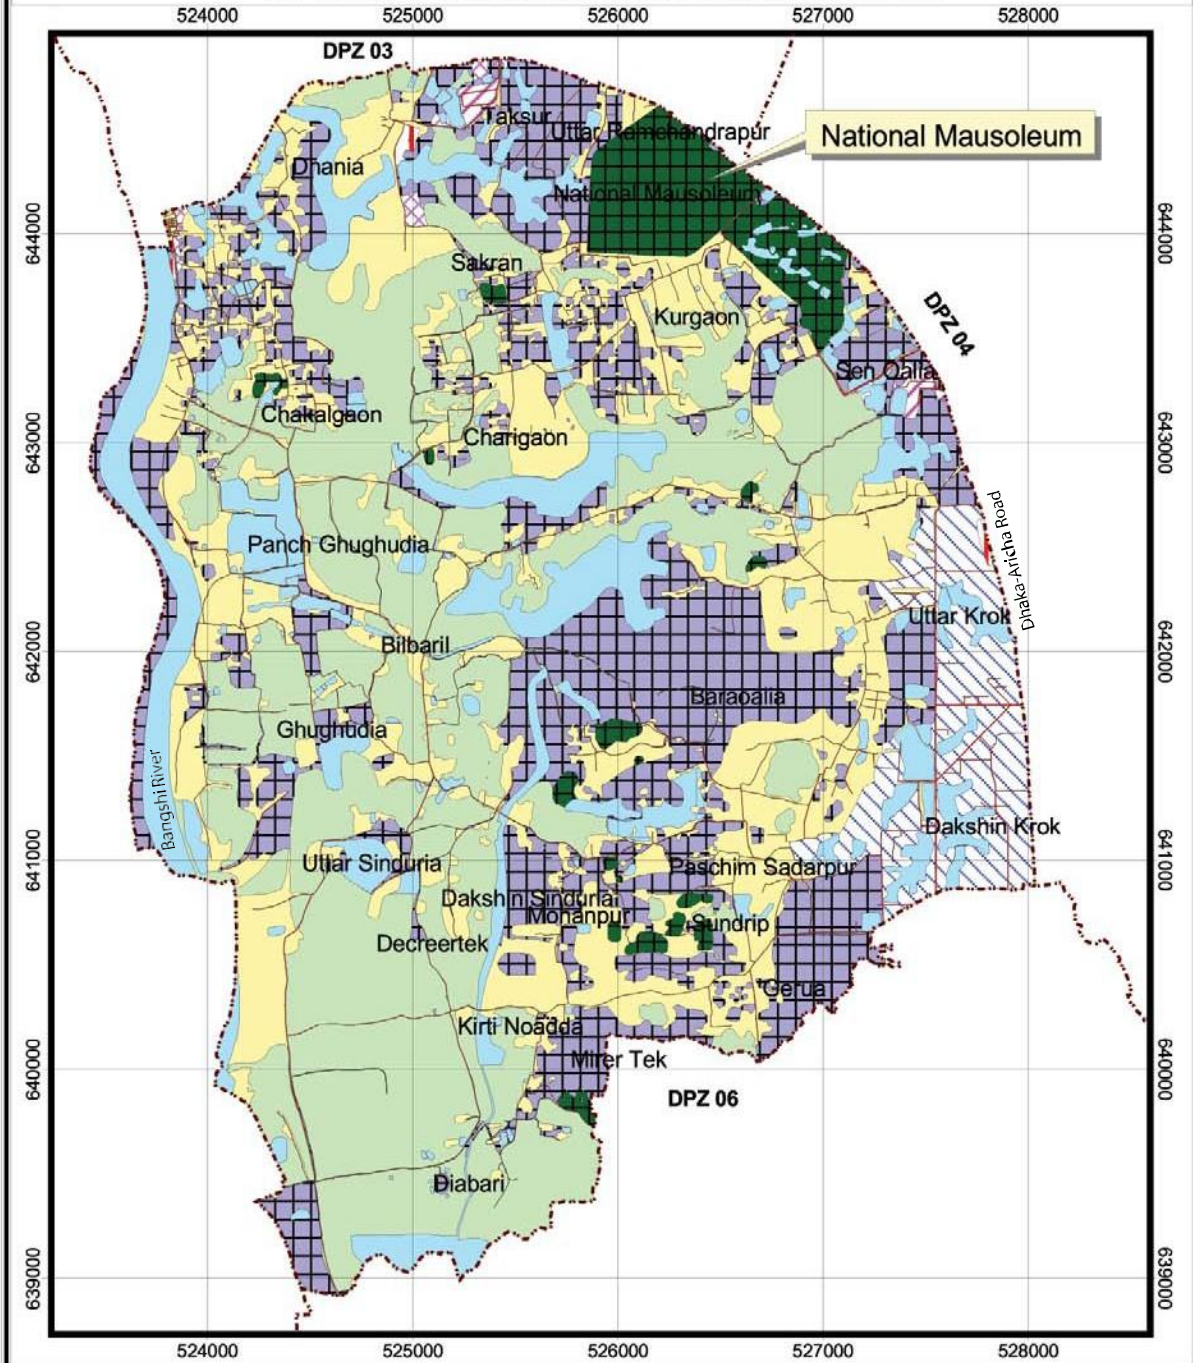 524000 525000 526000 527000 528000
DPZ 03
Taksur
Uttar Ramchandrapur
National Mausoleum
Dhania
National Mausoleum
644000
644000
Sakran
Kurgaon
DPZ 04
Sen Oalia
Chakalgaon
Charigaon
643000
643000
Panch Ghughudia
Dhaka-Aricha Road
Uttar Krok
Bilbaril
642000
642000
Baraoalia
Ghughudia
Bangshi River
Dakshin Krok
Uttar Sinduria
Paschim Sadarpur
641000
641000
Dakshin Sinduria
Mohanpur
Sundrip
Decreertek
Gerua
Kirti Noadda
Mirer Tek
640000
640000
DPZ 06
Diabari
639000
639000
524000 525000 526000 527000 528000